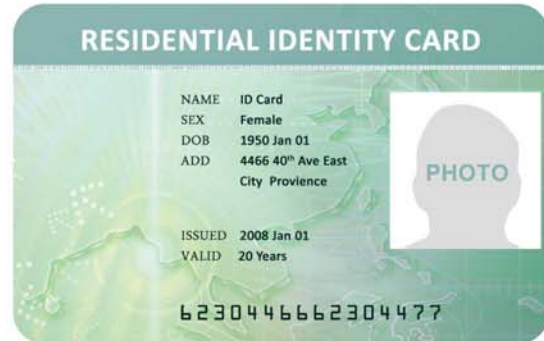 RESIDENTIAL IDENTITY CARD
NAME ID Card
SEX Female
DOB 1950 Jan 01
ADD 4466 40th Ave East
City Provience
PHOTO
ISSUED 2008 Jan 01
VALID 20 Years
6230446662304477